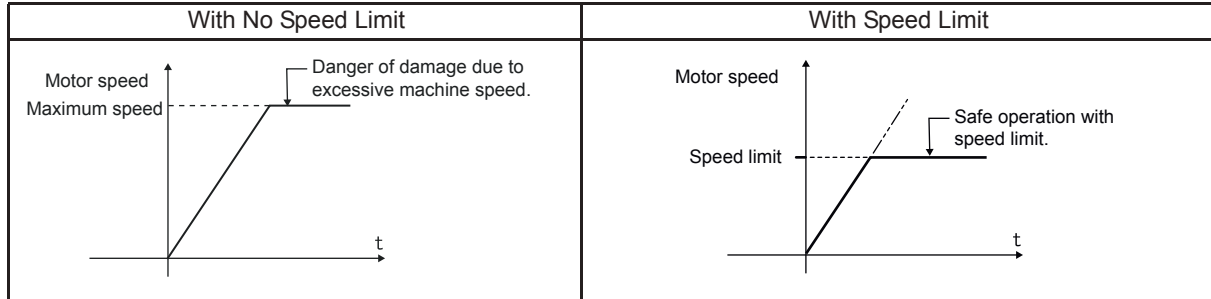 With No Speed Limit
With Speed Limit
Motor speed
Maximum speed
Danger of damage due to
excessive machine speed.
t
Motor speed
Speed limit
Safe operation with
speed limit.
t